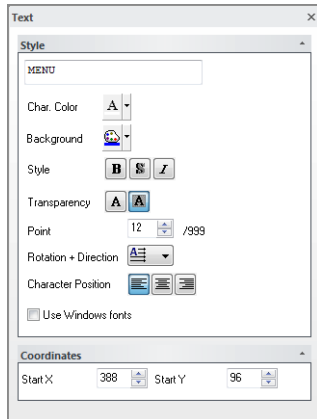 Text
Style
MENU
Char. Color A
Background
Style B S I
Transparency A A
Point 12 /999
Rotation + Direction A
Character Position
Use Windows fonts
Coordinates
Start X 388 Start Y 96